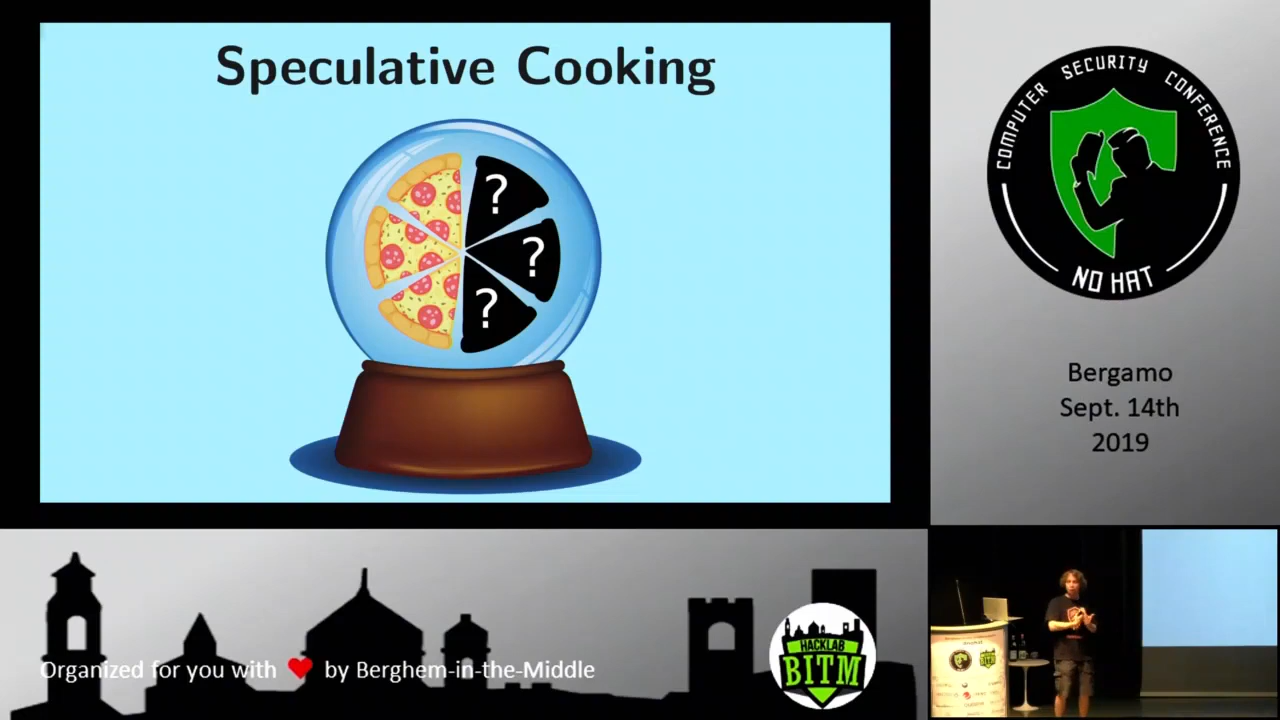 Speculative Cooking
?
?
?
COMPUTER SECURITY CONFERENCE
NO HAT
Bergamo
Sept. 14th
2019
Organized for you with ❤ by Berghem-in-the-Middle
HACKLAB
BITM